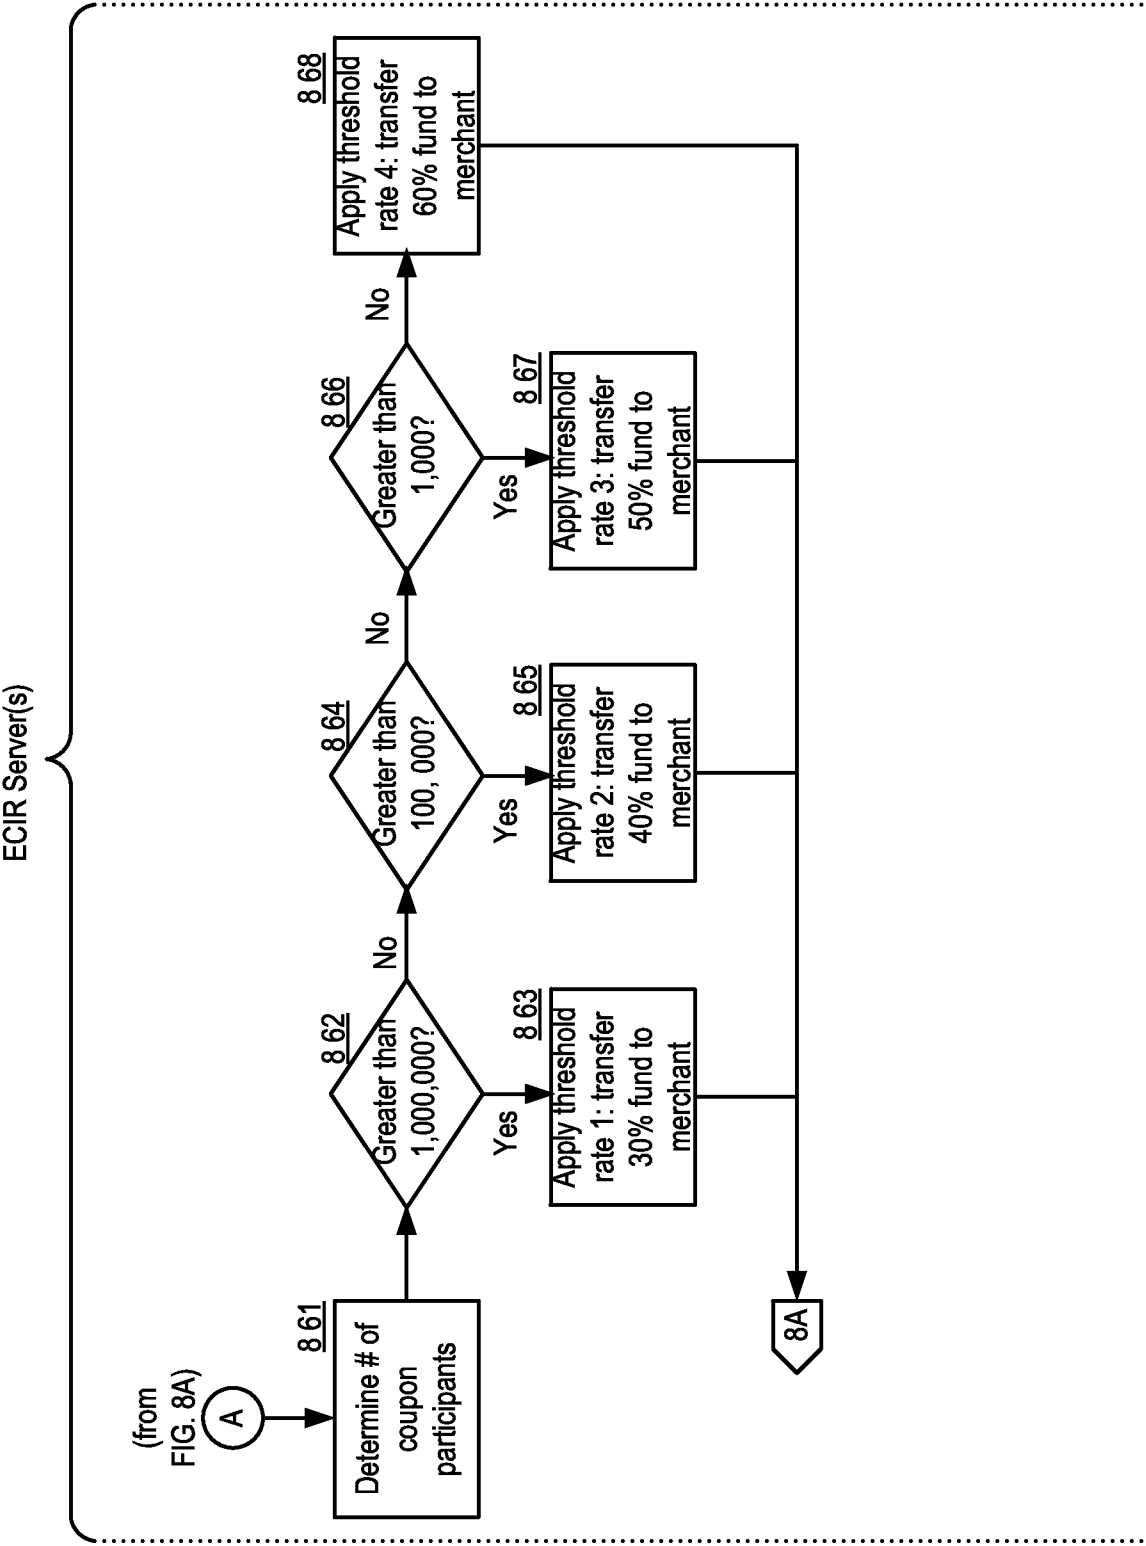 ECIR Server(s)
(from
FIG. 8A)
A
8 61
Determine # of
coupon
participants
8 62
Greater than
1,000,000?
No
Yes
8 63
Apply threshold
rate 1: transfer
30% fund to
merchant
8 64
Greater than
100, 000?
No
Yes
8 65
Apply threshold
rate 2: transfer
40% fund to
merchant
8 66
Greater than
1,000?
No
Yes
8 67
Apply threshold
rate 3: transfer
50% fund to
merchant
8 68
Apply threshold
rate 4: transfer
60% fund to
merchant
8A